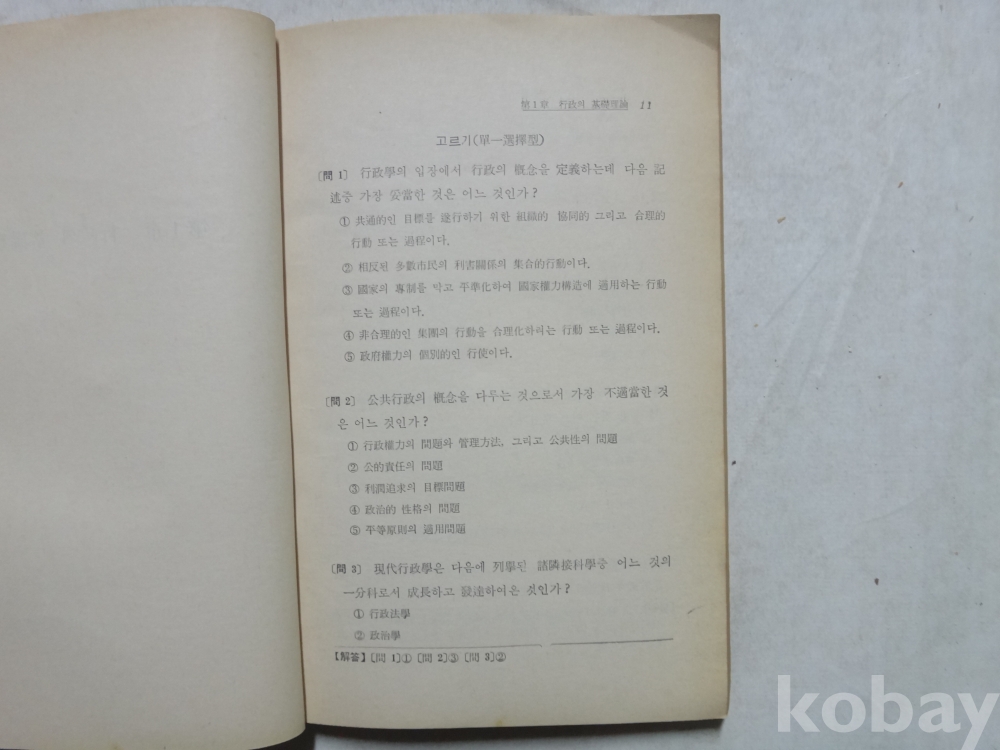 第1章 行政의 基礎理論 11
고르기(單一選擇型)
[問 1] 行政學의 입장에서 行政의 槪念을 定義하는데 다음 記
述중 가장 妥當한 것은 어느 것인가?
① 共通的인 目標를 遂行하기 위한 組織的 協同的 그리고 合理的
行動 또는 過程이다.
② 相反된 多數市民의 利害關係의 集合的行動이다.
③ 國家의 專制를 막고 平準化하여 國家權力構造에 適用하는 行動
또는 過程이다.
④ 非合理的인 集團의 行動을 合理化하려는 行動 또는 過程이다.
⑤ 政府權力의 個別的인 行使이다.
[問 2] 公共行政의 槪念을 다루는 것으로서 가장 不適當한 것
은 어느 것인가?
① 行政權力의 問題와 管理方法, 그리고 公共性의 問題
② 公的責任의 問題
③ 利潤追求의 目標問題
④ 政治的 性格의 問題
⑤ 平等原則의 適用問題
[問 3] 現代行政學은 다음에 列擧된 諸隣接科學중 어느 것의
一分科로서 成長하고 發達하여온 것인가?
① 行政法學
② 政治學
【解答】[問 1]① [問 2]③ [問 3]②
kobay